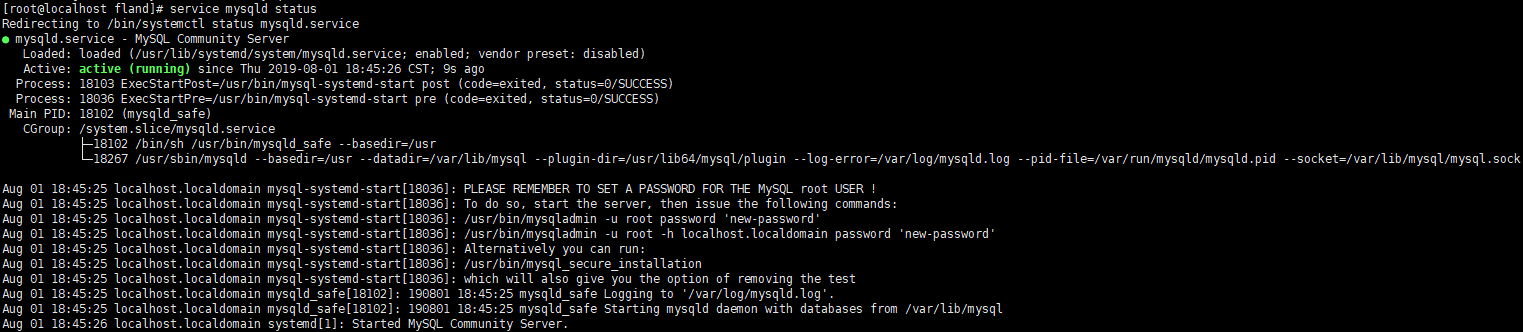 [root@localhost fland]# service mysqld status
Redirecting to /bin/systemctl status mysqld.service
● mysqld.service - MySQL Community Server
   Loaded: loaded (/usr/lib/systemd/system/mysqld.service; enabled; vendor preset: disabled)
   Active: active (running) since Thu 2019-08-01 18:45:26 CST; 9s ago
  Process: 18103 ExecStartPost=/usr/bin/mysql-systemd-start post (code=exited, status=0/SUCCESS)
  Process: 18036 ExecStartPre=/usr/bin/mysql-systemd-start pre (code=exited, status=0/SUCCESS)
 Main PID: 18102 (mysqld_safe)
   CGroup: /system.slice/mysqld.service
           ├─18102 /bin/sh /usr/bin/mysqld_safe --basedir=/usr
           └─18267 /usr/sbin/mysqld --basedir=/usr --datadir=/var/lib/mysql --plugin-dir=/usr/lib64/mysql/plugin --log-error=/var/log/mysqld.log --pid-file=/var/run/mysqld/mysqld.pid --socket=/var/lib/mysql/mysql.sock
Aug 01 18:45:25 localhost.localdomain mysql-systemd-start[18036]: PLEASE REMEMBER TO SET A PASSWORD FOR THE MySQL root USER !
Aug 01 18:45:25 localhost.localdomain mysql-systemd-start[18036]: To do so, start the server, then issue the following commands:
Aug 01 18:45:25 localhost.localdomain mysql-systemd-start[18036]: /usr/bin/mysqladmin -u root password 'new-password'
Aug 01 18:45:25 localhost.localdomain mysql-systemd-start[18036]: /usr/bin/mysqladmin -u root -h localhost.localdomain password 'new-password'
Aug 01 18:45:25 localhost.localdomain mysql-systemd-start[18036]: Alternatively you can run:
Aug 01 18:45:25 localhost.localdomain mysql-systemd-start[18036]: /usr/bin/mysql_secure_installation
Aug 01 18:45:25 localhost.localdomain mysql-systemd-start[18036]: which will also give you the option of removing the test
Aug 01 18:45:25 localhost.localdomain mysqld_safe[18102]: 190801 18:45:25 mysqld_safe Logging to '/var/log/mysqld.log'.
Aug 01 18:45:25 localhost.localdomain mysqld_safe[18102]: 190801 18:45:25 mysqld_safe Starting mysqld daemon with databases from /var/lib/mysql
Aug 01 18:45:26 localhost.localdomain systemd[1]: Started MySQL Community Server.